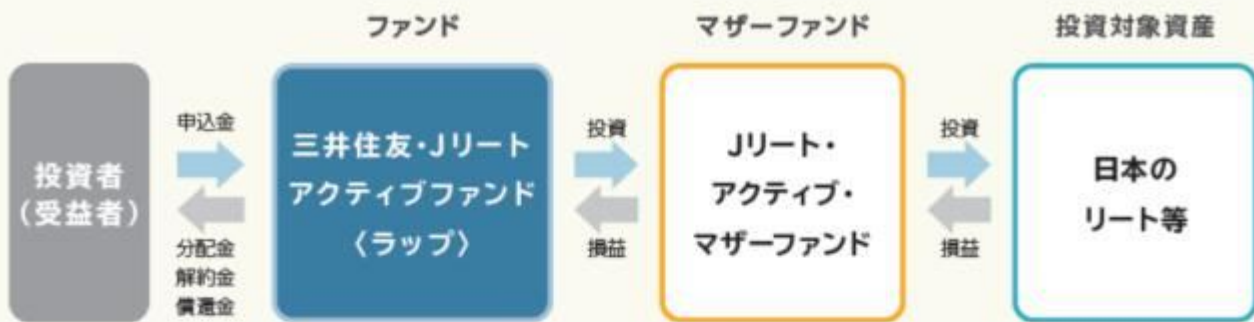 ファンド
マザーファンド
投資対象資産
投資者
(受益者)
申込金
分配金
解約金
償還金
三井住友・Jリート
アクティブファンド
〈ラップ〉
投資
損益
Jリート・
アクティブ・
マザーファンド
投資
損益
日本の
リート等